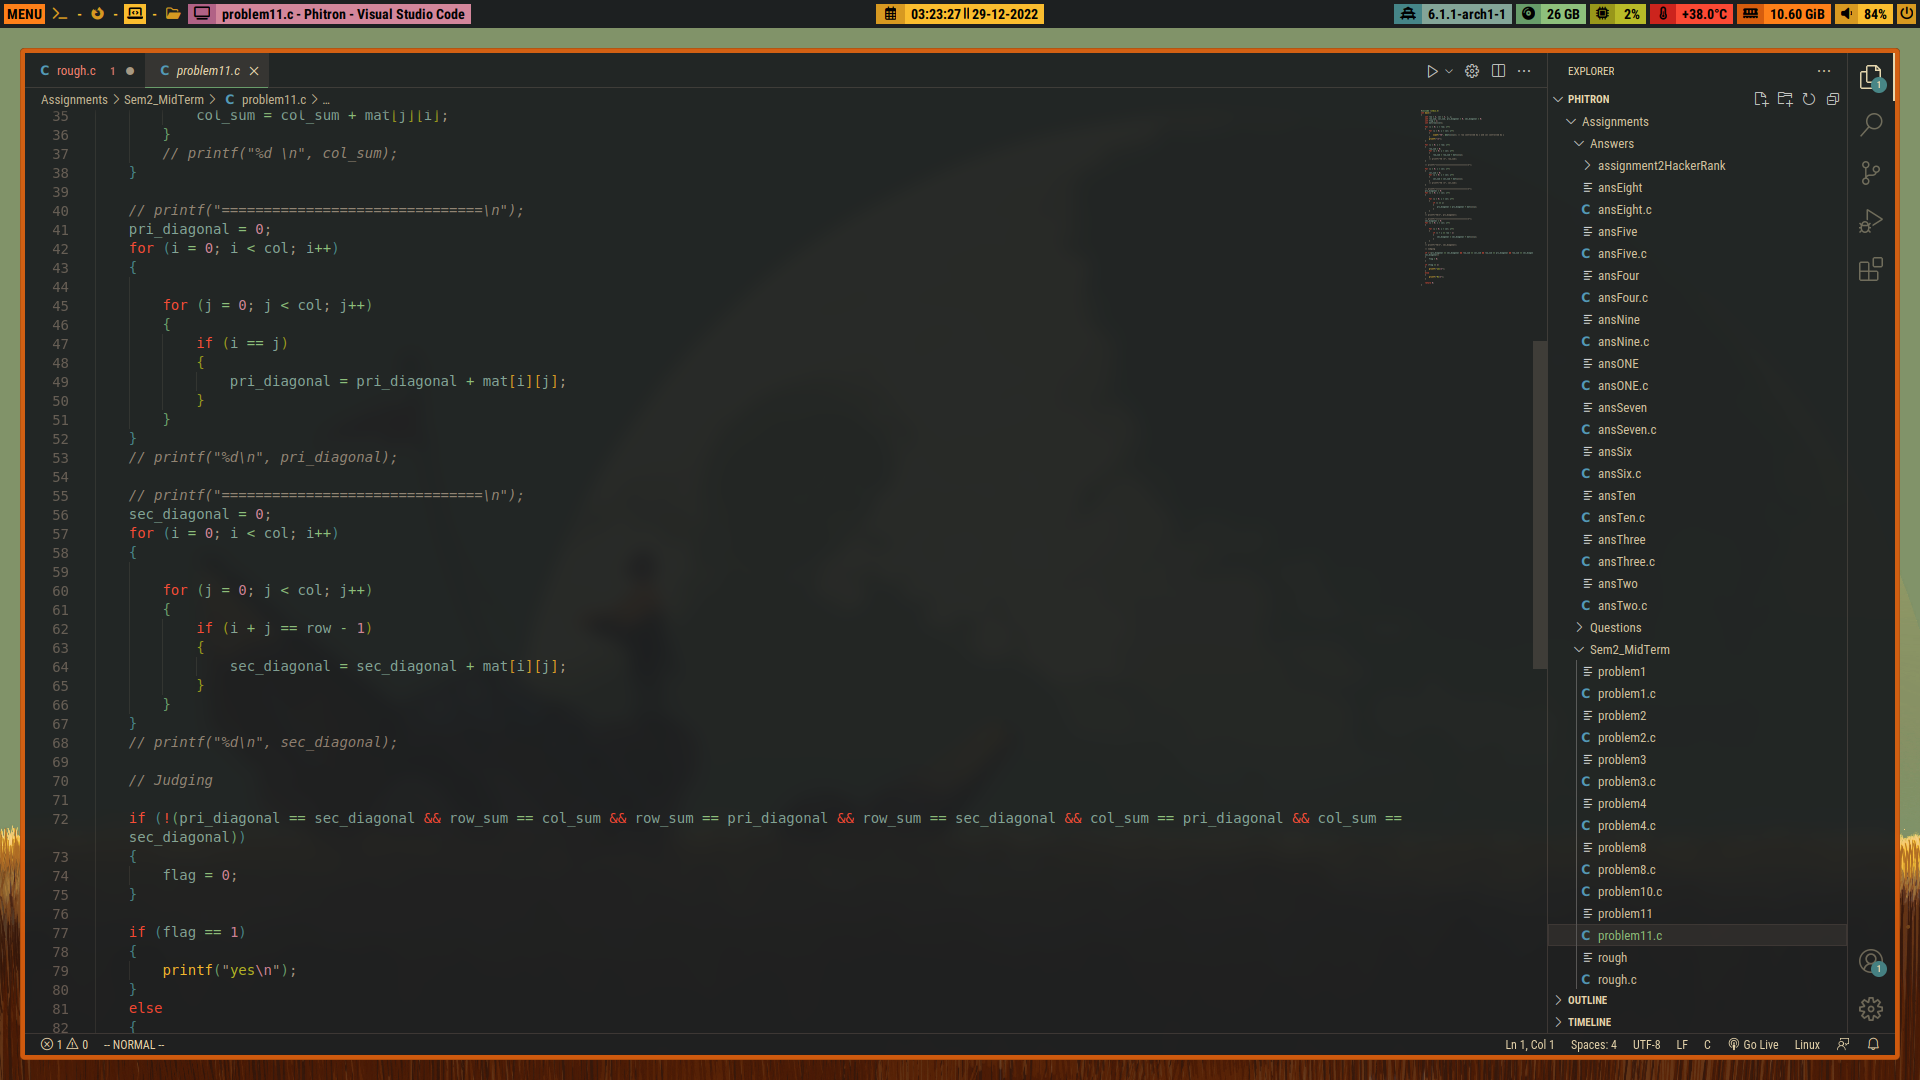 MENU problem11.c - Phitron - Visual Studio Code 03:23:27 || 29-12-2022 6.1.1-arch1-1 26 GB 2% +38.0°C 10.60 GiB 84%
rough.c 1 problem11.c
Assignments > Sem2_MidTerm > C problem11.c > ...
35 col_sum = col_sum + mat[j][i];
36 }
37 // printf("%d \n", col_sum);
38 }
39
40 // printf("===============================\n");
41 pri_diagonal = 0;
42 for (i = 0; i < col; i++)
43 {
44
45 for (j = 0; j < col; j++)
46 {
47 if (i == j)
48 {
49 pri_diagonal = pri_diagonal + mat[i][j];
50 }
51 }
52 }
53 // printf("%d\n", pri_diagonal);
54
55 // printf("===============================\n");
56 sec_diagonal = 0;
57 for (i = 0; i < col; i++)
58 {
59
60 for (j = 0; j < col; j++)
61 {
62 if (i + j == row - 1)
63 {
64 sec_diagonal = sec_diagonal + mat[i][j];
65 }
66 }
67 }
68 // printf("%d\n", sec_diagonal);
69
70 // Judging
71
72 if (!(pri_diagonal == sec_diagonal && row_sum == col_sum && row_sum == pri_diagonal && row_sum == sec_diagonal && col_sum == pri_diagonal && col_sum ==
sec_diagonal))
73 {
74 flag = 0;
75 }
76
77 if (flag == 1)
78 {
79 printf("yes\n");
80 }
81 else
82 {
EXPLORER
PHITRON
Assignments
Answers
assignment2HackerRank
ansEight
C ansEight.c
ansFive
C ansFive.c
ansFour
C ansFour.c
ansNine
C ansNine.c
ansONE
C ansONE.c
ansSeven
C ansSeven.c
ansSix
C ansSix.c
ansTen
C ansTen.c
ansThree
C ansThree.c
ansTwo
C ansTwo.c
Questions
Sem2_MidTerm
problem1
C problem1.c
problem2
C problem2.c
problem3
C problem3.c
problem4
C problem4.c
problem8
C problem8.c
C problem10.c
problem11
C problem11.c
rough
C rough.c
OUTLINE
TIMELINE
1
1
1 0 -- NORMAL -- Ln 1, Col 1 Spaces: 4 UTF-8 LF C Go Live Linux